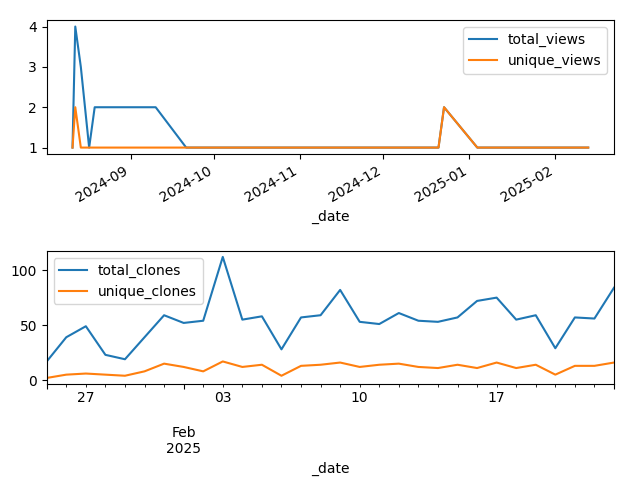 4
3
2
1
total_views
unique_views
2024-09
2024-10
2024-11
2024-12
2025-01
2025-02
_date
100
50
0
total_clones
unique_clones
27
03
10
17
Feb
2025
_date